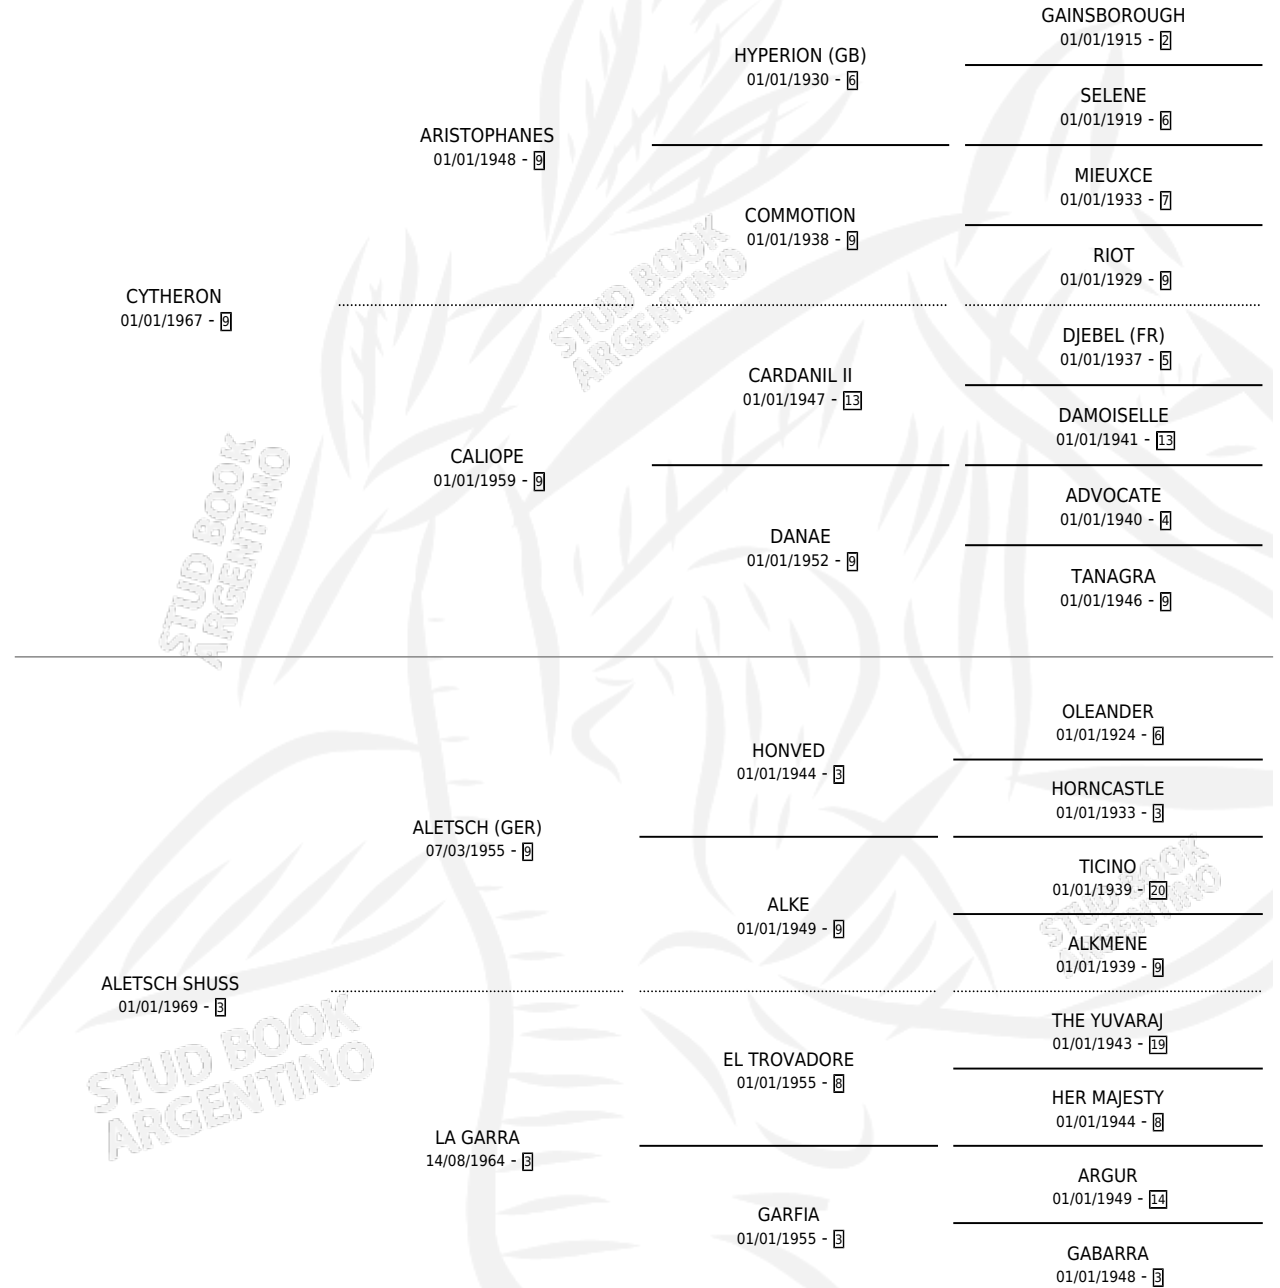 GAINSBOROUGH
01/01/1915 - 2
HYPERION (GB)
01/01/1930 - 6
SELENE
01/01/1919 - 6
ARISTOPHANES
01/01/1948 - 9
MIEUXCE
01/01/1933 - 7
COMMOTION
01/01/1938 - 9
RIOT
01/01/1929 - 9
CYTHERON
01/01/1967 - 9
STUD BOOK
ARGENTINO
DJEBEL (FR)
01/01/1937 - 5
CARDANIL II
01/01/1947 - 13
DAMOISELLE
01/01/1941 - 13
CALIOPE
01/01/1959 - 9
ADVOCATE
01/01/1940 - 4
DANAE
01/01/1952 - 9
TANAGRA
01/01/1946 - 9
STUD BOOK
ARGENTINO
OLEANDER
01/01/1924 - 6
HONVED
01/01/1944 - 3
HORNCASTLE
01/01/1933 - 3
ALETSCH (GER)
07/03/1955 - 9
TICINO
01/01/1939 - 20
ALKE
01/01/1949 - 9
STUD BOOK
ARGENTINO
ALKMENE
01/01/1939 - 9
ALETSCH SHUSS
01/01/1969 - 3
THE YUVARAJ
01/01/1943 - 19
EL TROVADORE
01/01/1955 - 8
HER MAJESTY
01/01/1944 - 8
STUD BOOK
ARGENTINO
LA GARRA
14/08/1964 - 3
ARGUR
01/01/1949 - 14
GARFIA
01/01/1955 - 3
GABARRA
01/01/1948 - 3